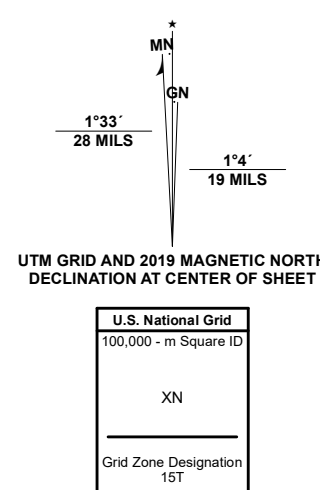 MN
GN
1°33´
28 MILS
1°4´
19 MILS
UTM GRID AND 2019 MAGNETIC NORTH
DECLINATION AT CENTER OF SHEET
U.S. National Grid
100,000 - m Square ID
XN
Grid Zone Designation
15T